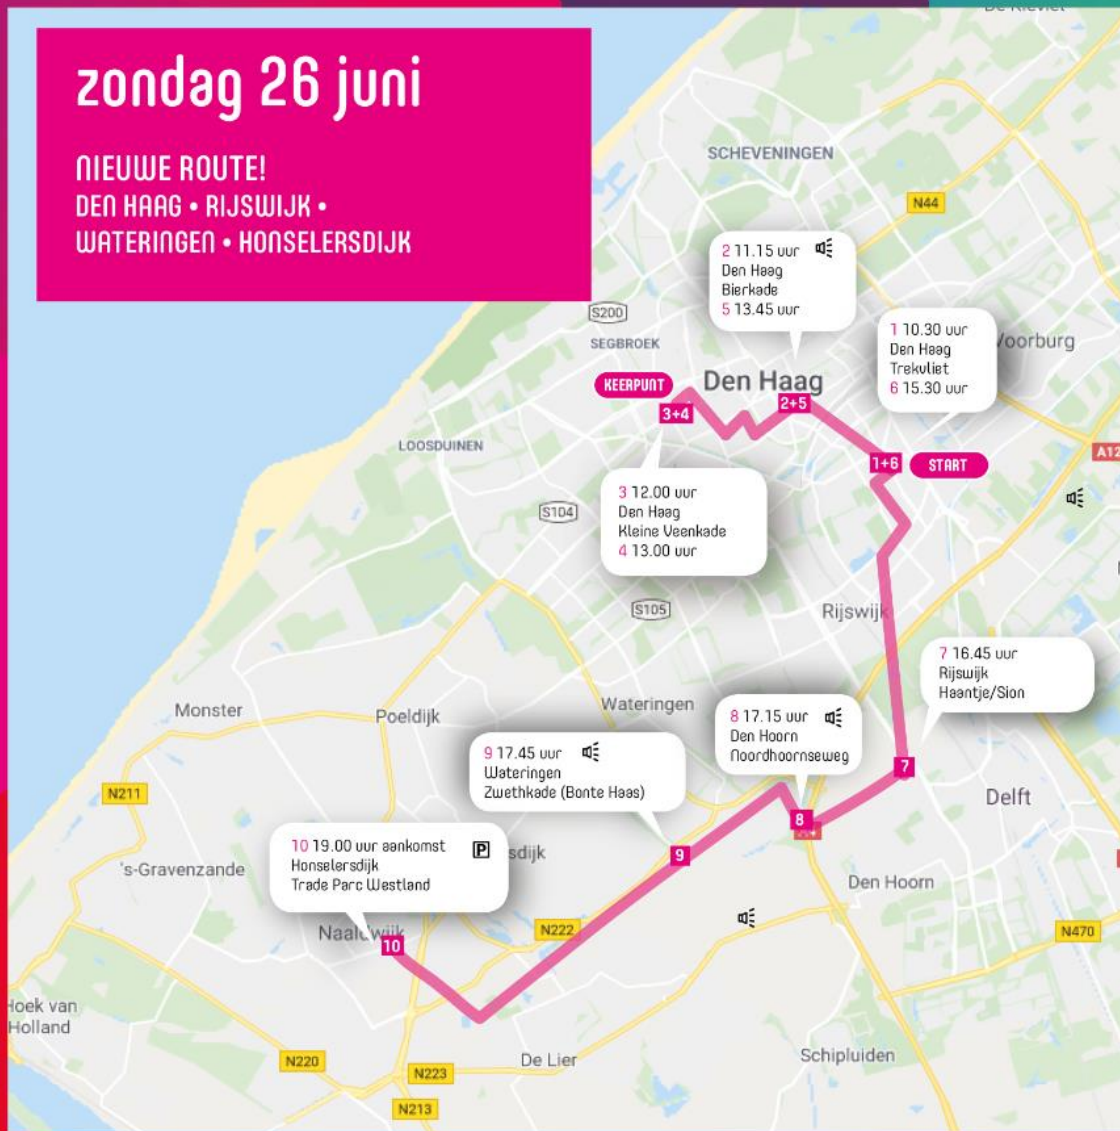 zondag 26 juni
NIEUWE ROUTE!
DEN HAAG • RIJSWIJK •
WATERINGEN • HONSELERSDIJK
SCHEVENINGEN
N44
2 11.15 uur
Den Haag
Bierkade
5 13.45 uur
S200
SEGBROEK
1 10.30 uur
Den Haag
Trekvliet
6 15.30 uur
Voorburg
KEERPUNT
Den Haag
3+4
2+5
LOOSDUINEN
1+6
START
A12
3 12.00 uur
Den Haag
Kleine Veenkade
4 13.00 uur
S104
S105
Rijswijk
7 16.45 uur
Rijswijk
Haantje/Sion
Monster
Poeldijk
Wateringen
8 17.15 uur
Den Hoorn
Noordhoornseweg
9 17.45 uur
Wateringen
Zwethkade (Bonte Haas)
7
N211
Delft
8
10 19.00 uur aankomst
Honselersdijk
Trade Parc Westland
P
sdijk
9
's-Gravenzande
Den Hoorn
Naaldwijk
10
N222
N470
Hoek van
Holland
N220
De Lier
Schipluiden
N223
N213